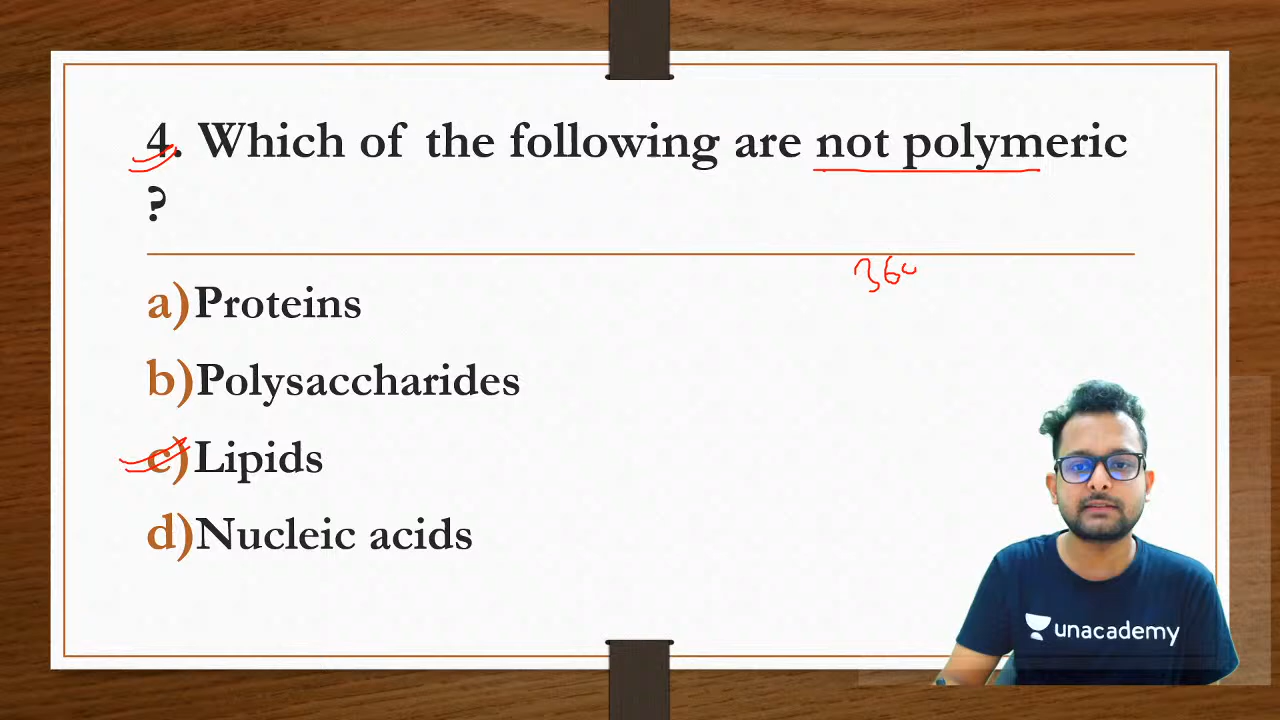 4. Which of the following are not polymeric
?
a)Proteins
b)Polysaccharides
c)Lipids
d)Nucleic acids
unacademy